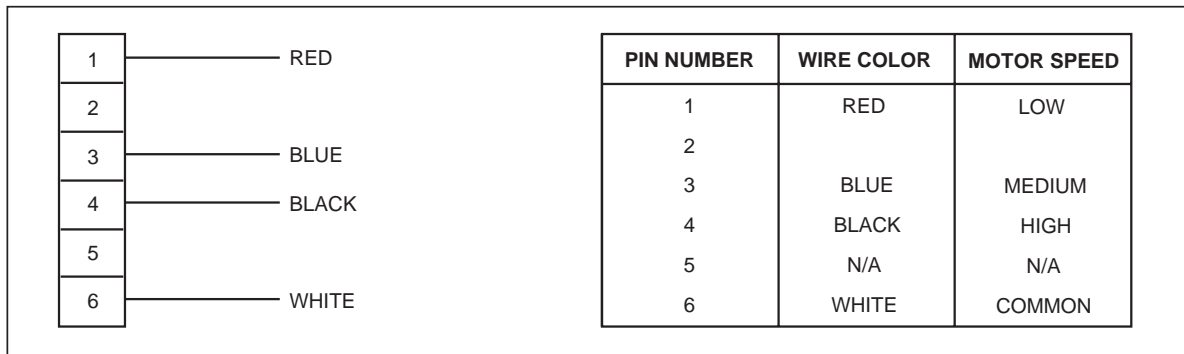 1 RED
2
3 BLUE
4 BLACK
5
6 WHITE
PIN NUMBER WIRE COLOR MOTOR SPEED
1 RED LOW
2
3 BLUE MEDIUM
4 BLACK HIGH
5 N/A N/A
6 WHITE COMMON